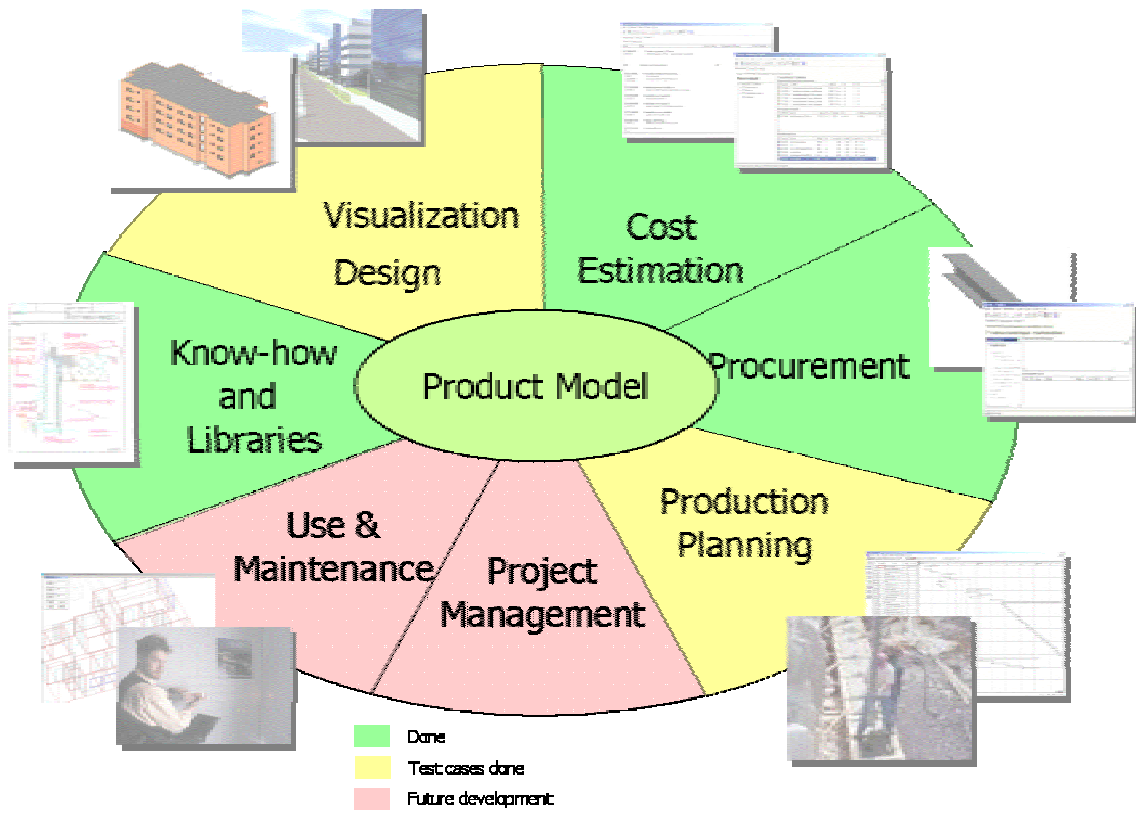 Visualization
Design
Cost
Estimation
Know-how
and
Libraries
Product Model
Procurement
Use &
Maintenance
Project
Management
Production
Planning
Done
Test cases done
Future development